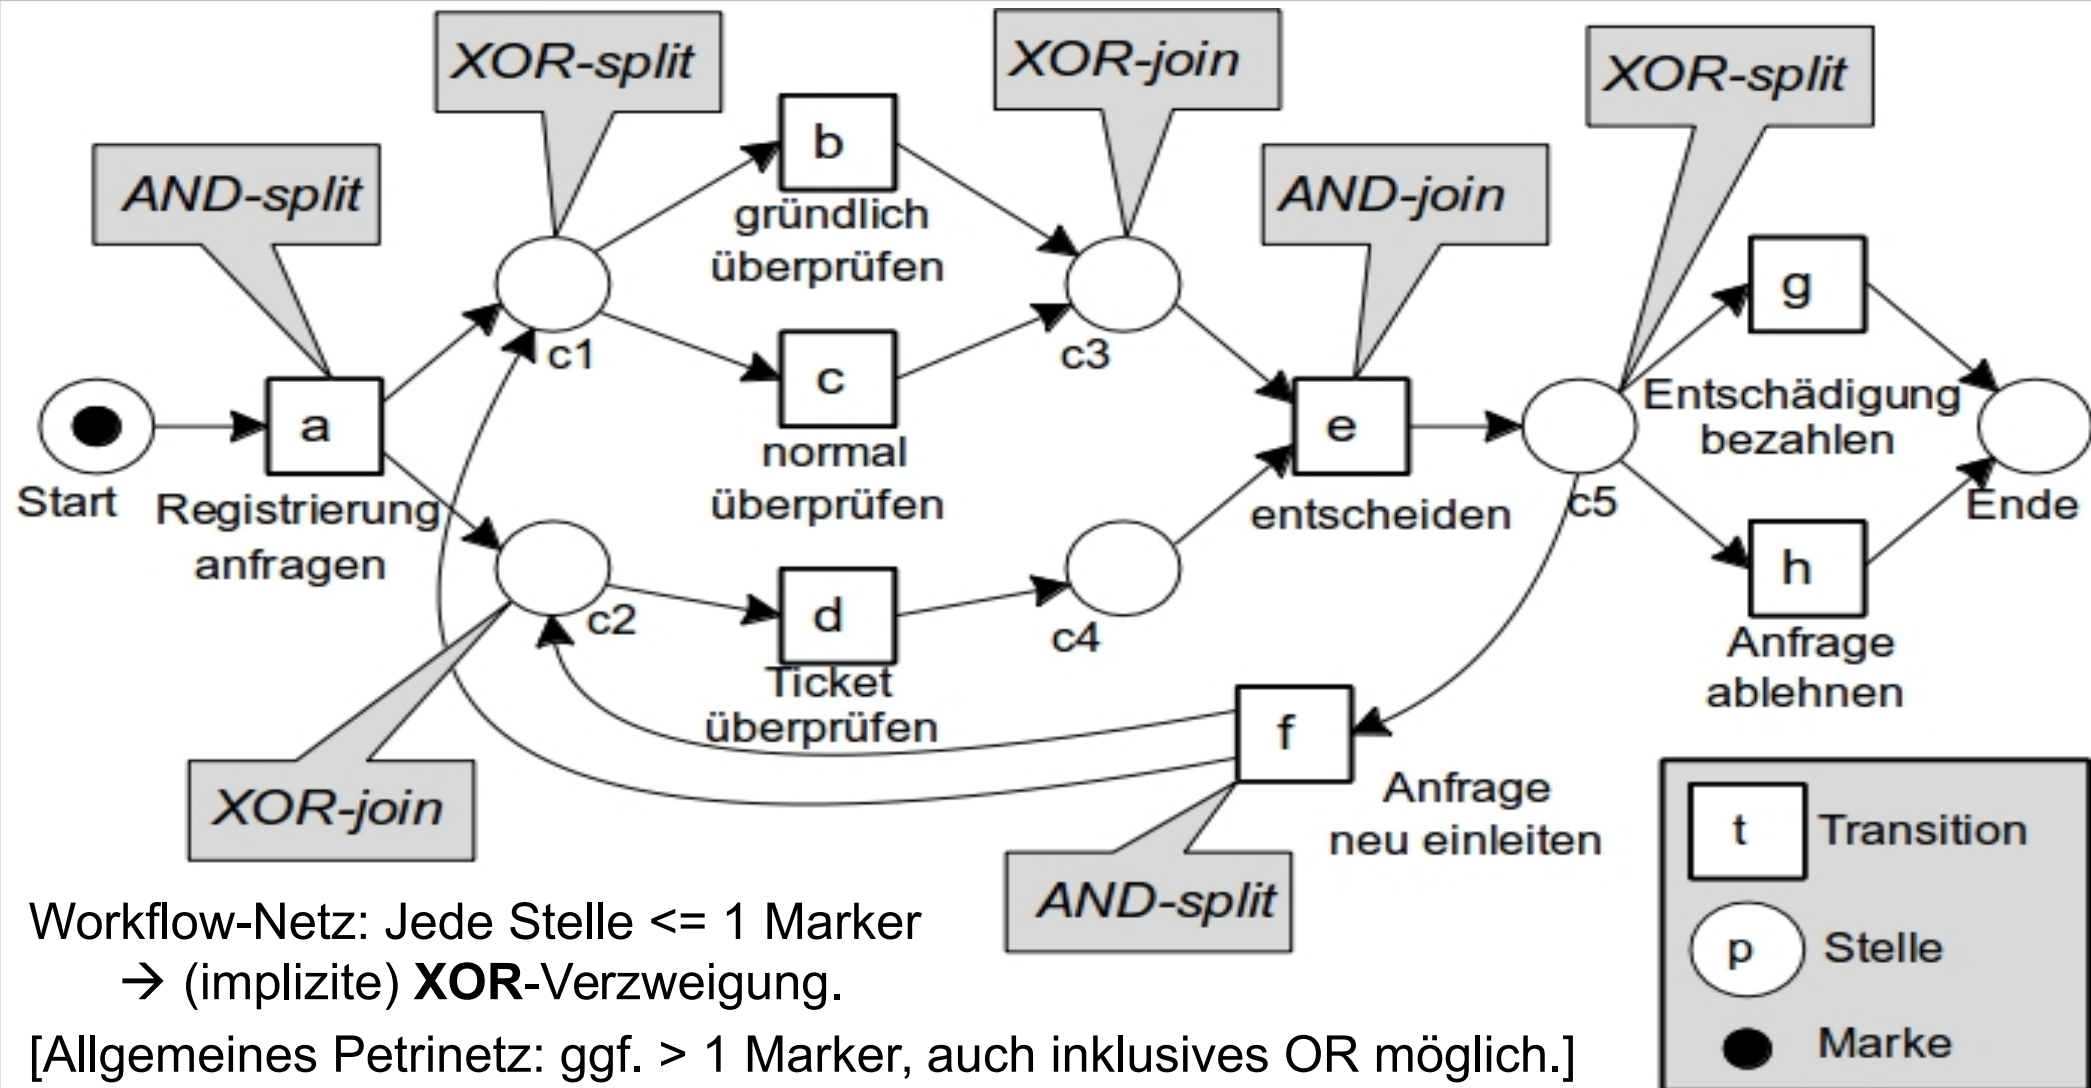 XOR-split
XOR-join
XOR-split
AND-split
AND-join
b
gründlich
überprüfen
g
c1
c3
c
normal
überprüfen
Entschädigung
bezahlen
Start
a
Registrierung
anfragen
e
entscheiden
c5
Ende
c2
d
Ticket
überprüfen
c4
h
Anfrage
ablehnen
XOR-join
f
Anfrage
neu einleiten
AND-split
t Transition
p Stelle
Marke
Workflow-Netz: Jede Stelle <= 1 Marker
→ (implizite) XOR-Verzweigung.
[Allgemeines Petrinetz: ggf. > 1 Marker, auch inklusives OR möglich.]